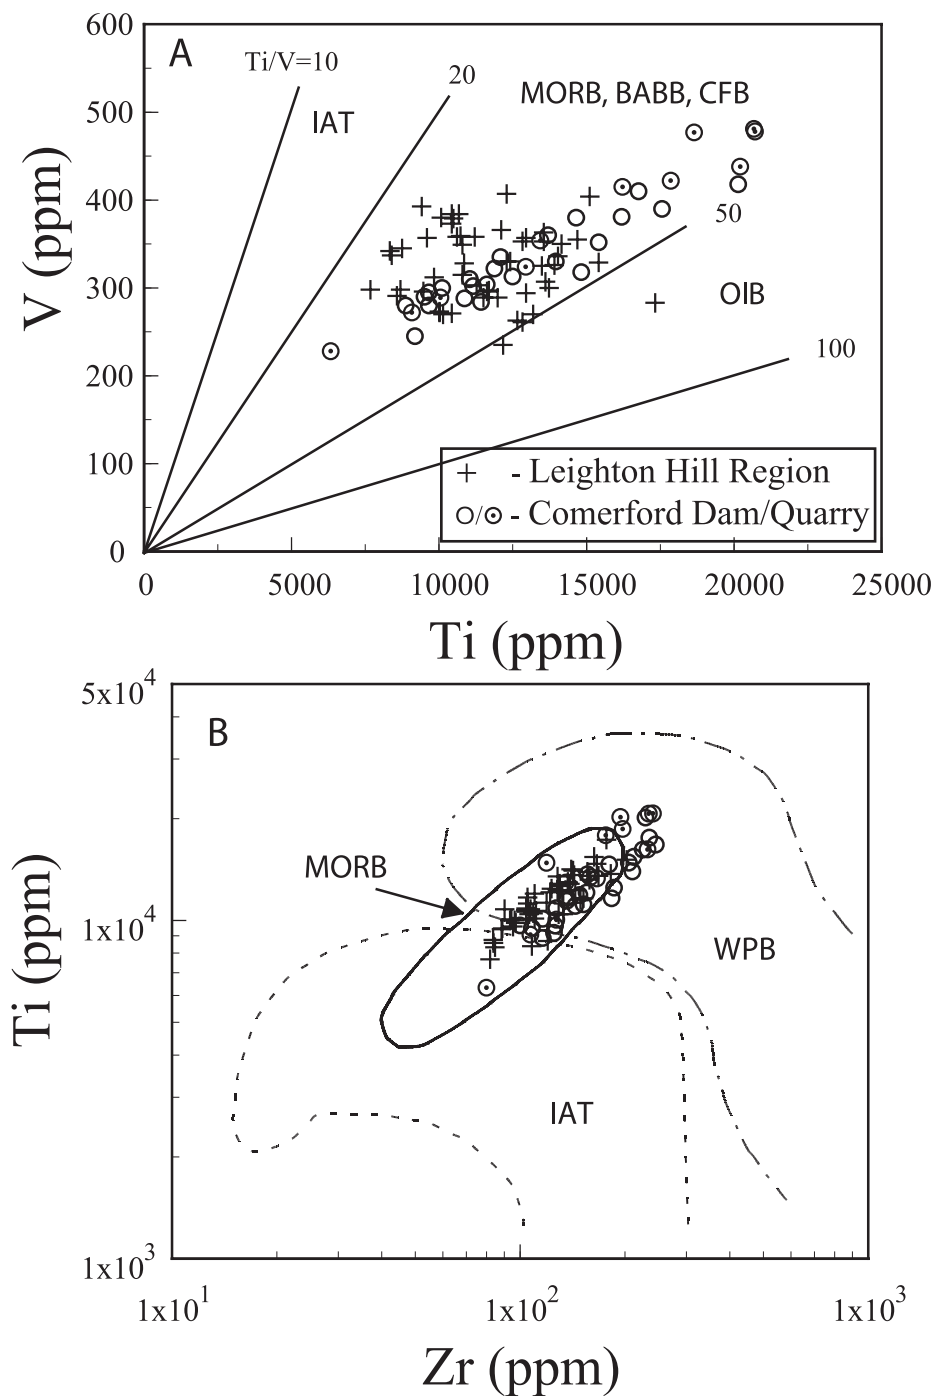 A
Ti/V=10
20
MORB, BABB, CFB
IAT
50
OIB
100
600
500
400
300
200
100
0
V (ppm)
+ - Leighton Hill Region
○/⊙ - Comerford Dam/Quarry
0 5000 10000 15000 20000 25000
Ti (ppm)
B
5x10⁴
1x10⁴
1x10³
Ti (ppm)
MORB
WPB
IAT
1x10¹ 1x10² 1x10³
Zr (ppm)